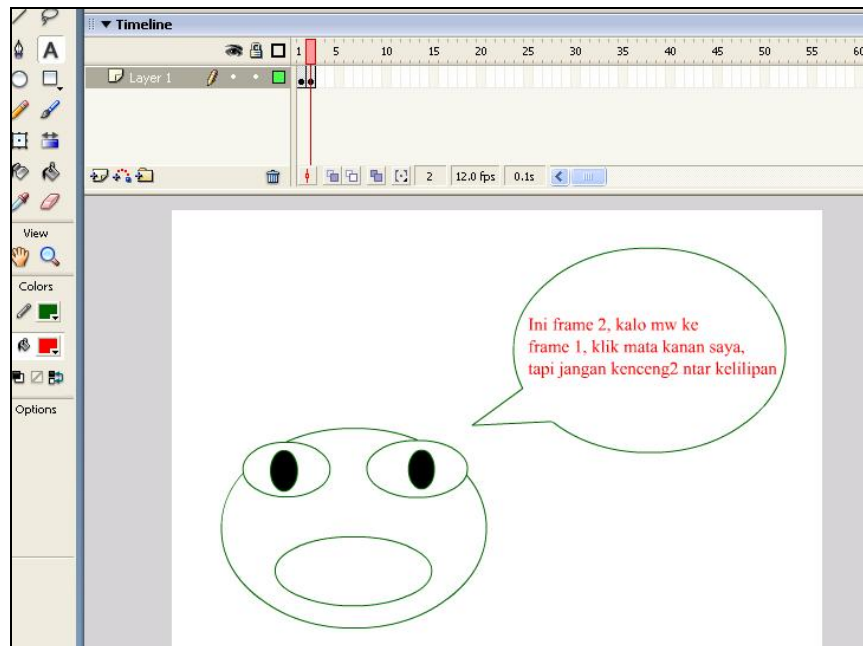 Timeline
1 5 10 15 20 25 30 35 40 45 50 55 60
A
Layer 1
2 12.0 fps 0.1s
View
Colors
Options
Ini frame 2, kalo mw ke
frame 1, klik mata kanan saya,
tapi jangan kenceng2 ntar kelilipan